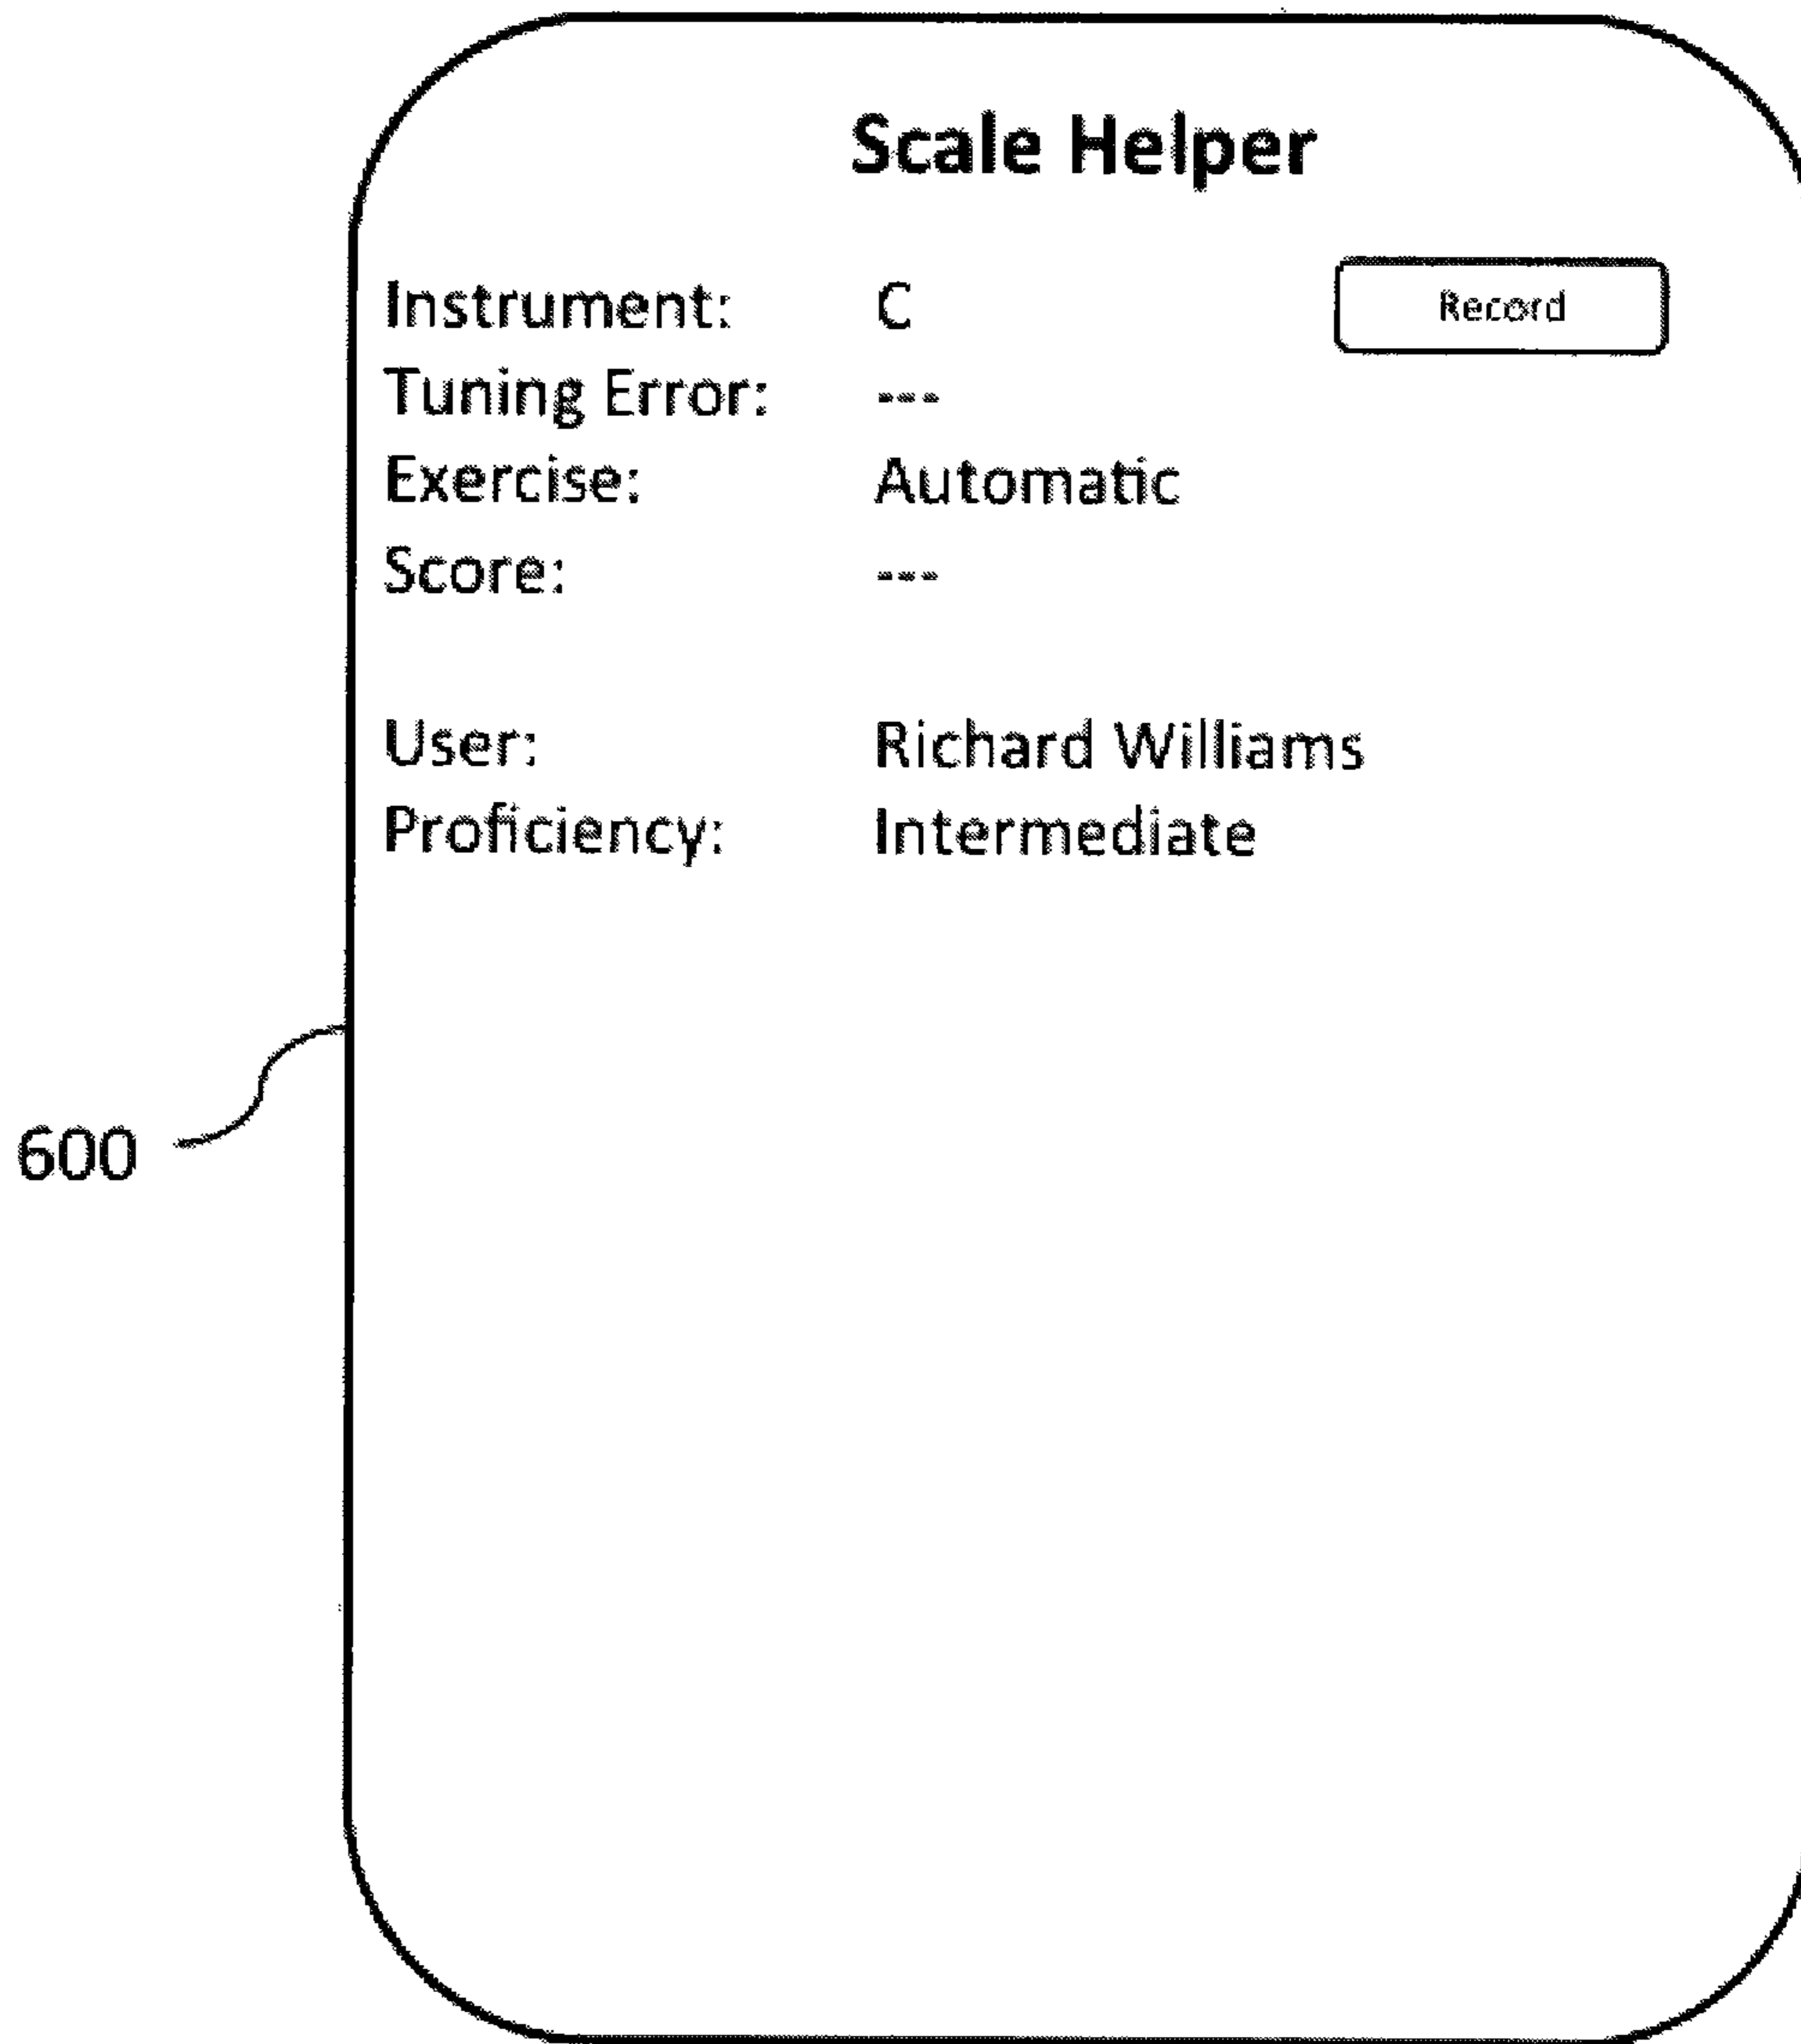 Scale Helper
Instrument: C Record
Tuning Error: ---
Exercise: Automatic
Score: ---
User: Richard Williams
Proficiency: Intermediate
600